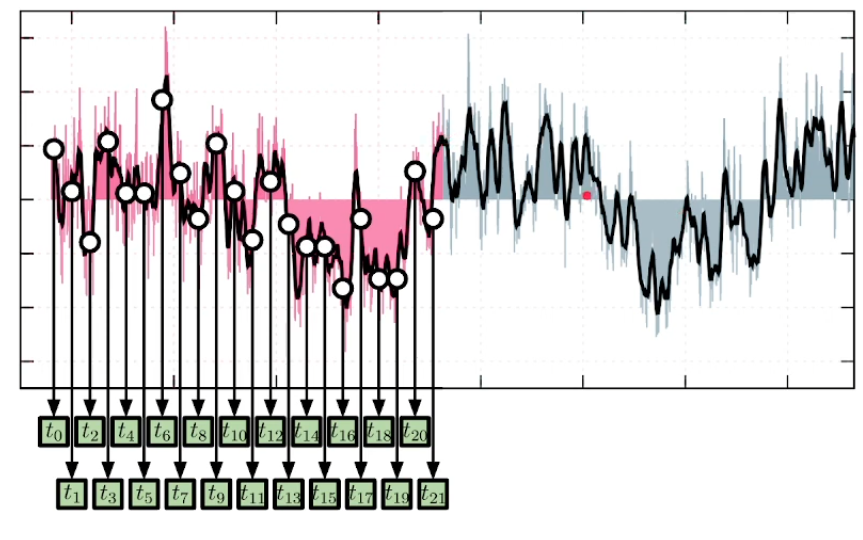 t₀ t₂ t₄ t₆ t₈ t₁₀ t₁₂ t₁₄ t₁₆ t₁₈ t₂₀
t₁ t₃ t₅ t₇ t₉ t₁₁ t₁₃ t₁₅ t₁₇ t₁₉ t₂₁